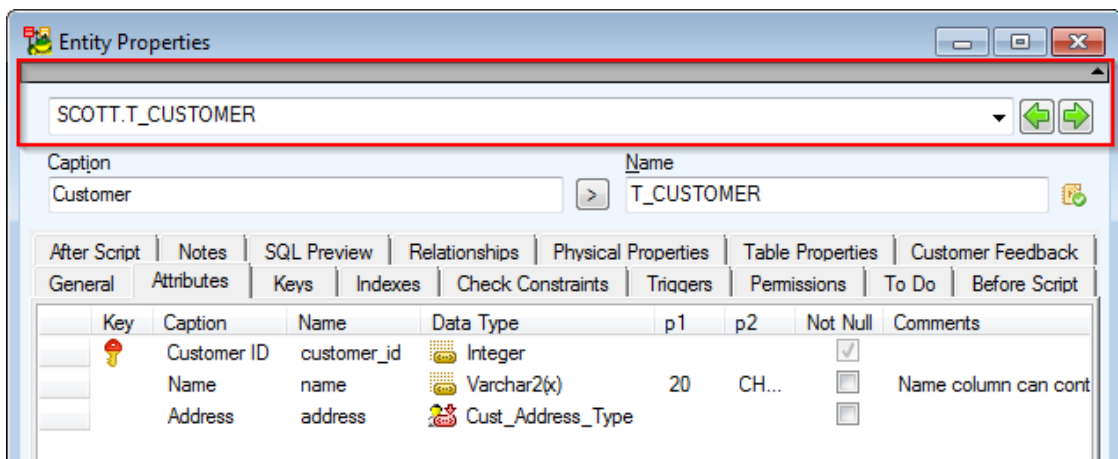 Entity Properties
SCOTT.T_CUSTOMER
Caption Name
Customer > T_CUSTOMER
After Script Notes SQL Preview Relationships Physical Properties Table Properties Customer Feedback
General Attributes Keys Indexes Check Constraints Triggers Permissions To Do Before Script
Key Caption Name Data Type p1 p2 Not Null Comments
Customer ID customer_id Integer
Name name Varchar2(x) 20 CH... Name column can cont
Address address Cust_Address_Type